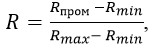 R = (R_пром − R_min) / (R_max − R_min),